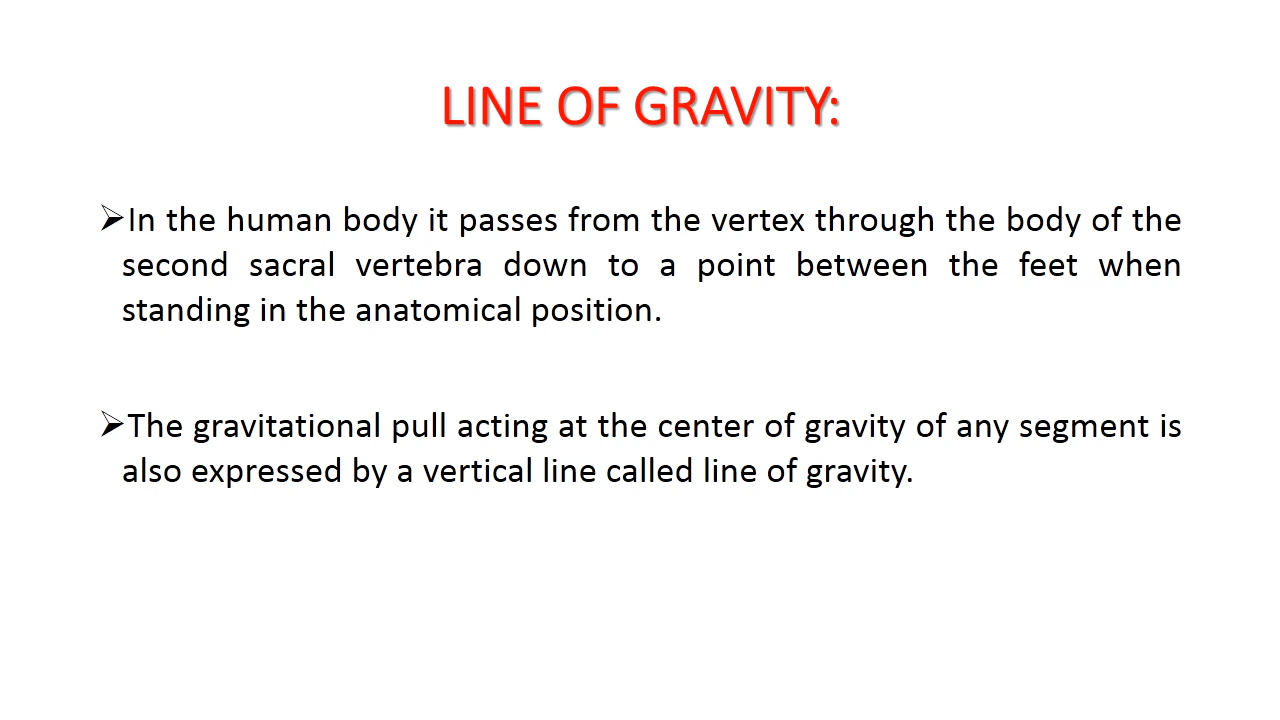 LINE OF GRAVITY:
➢In the human body it passes from the vertex through the body of the
second sacral vertebra down to a point between the feet when
standing in the anatomical position.
➢The gravitational pull acting at the center of gravity of any segment is
also expressed by a vertical line called line of gravity.